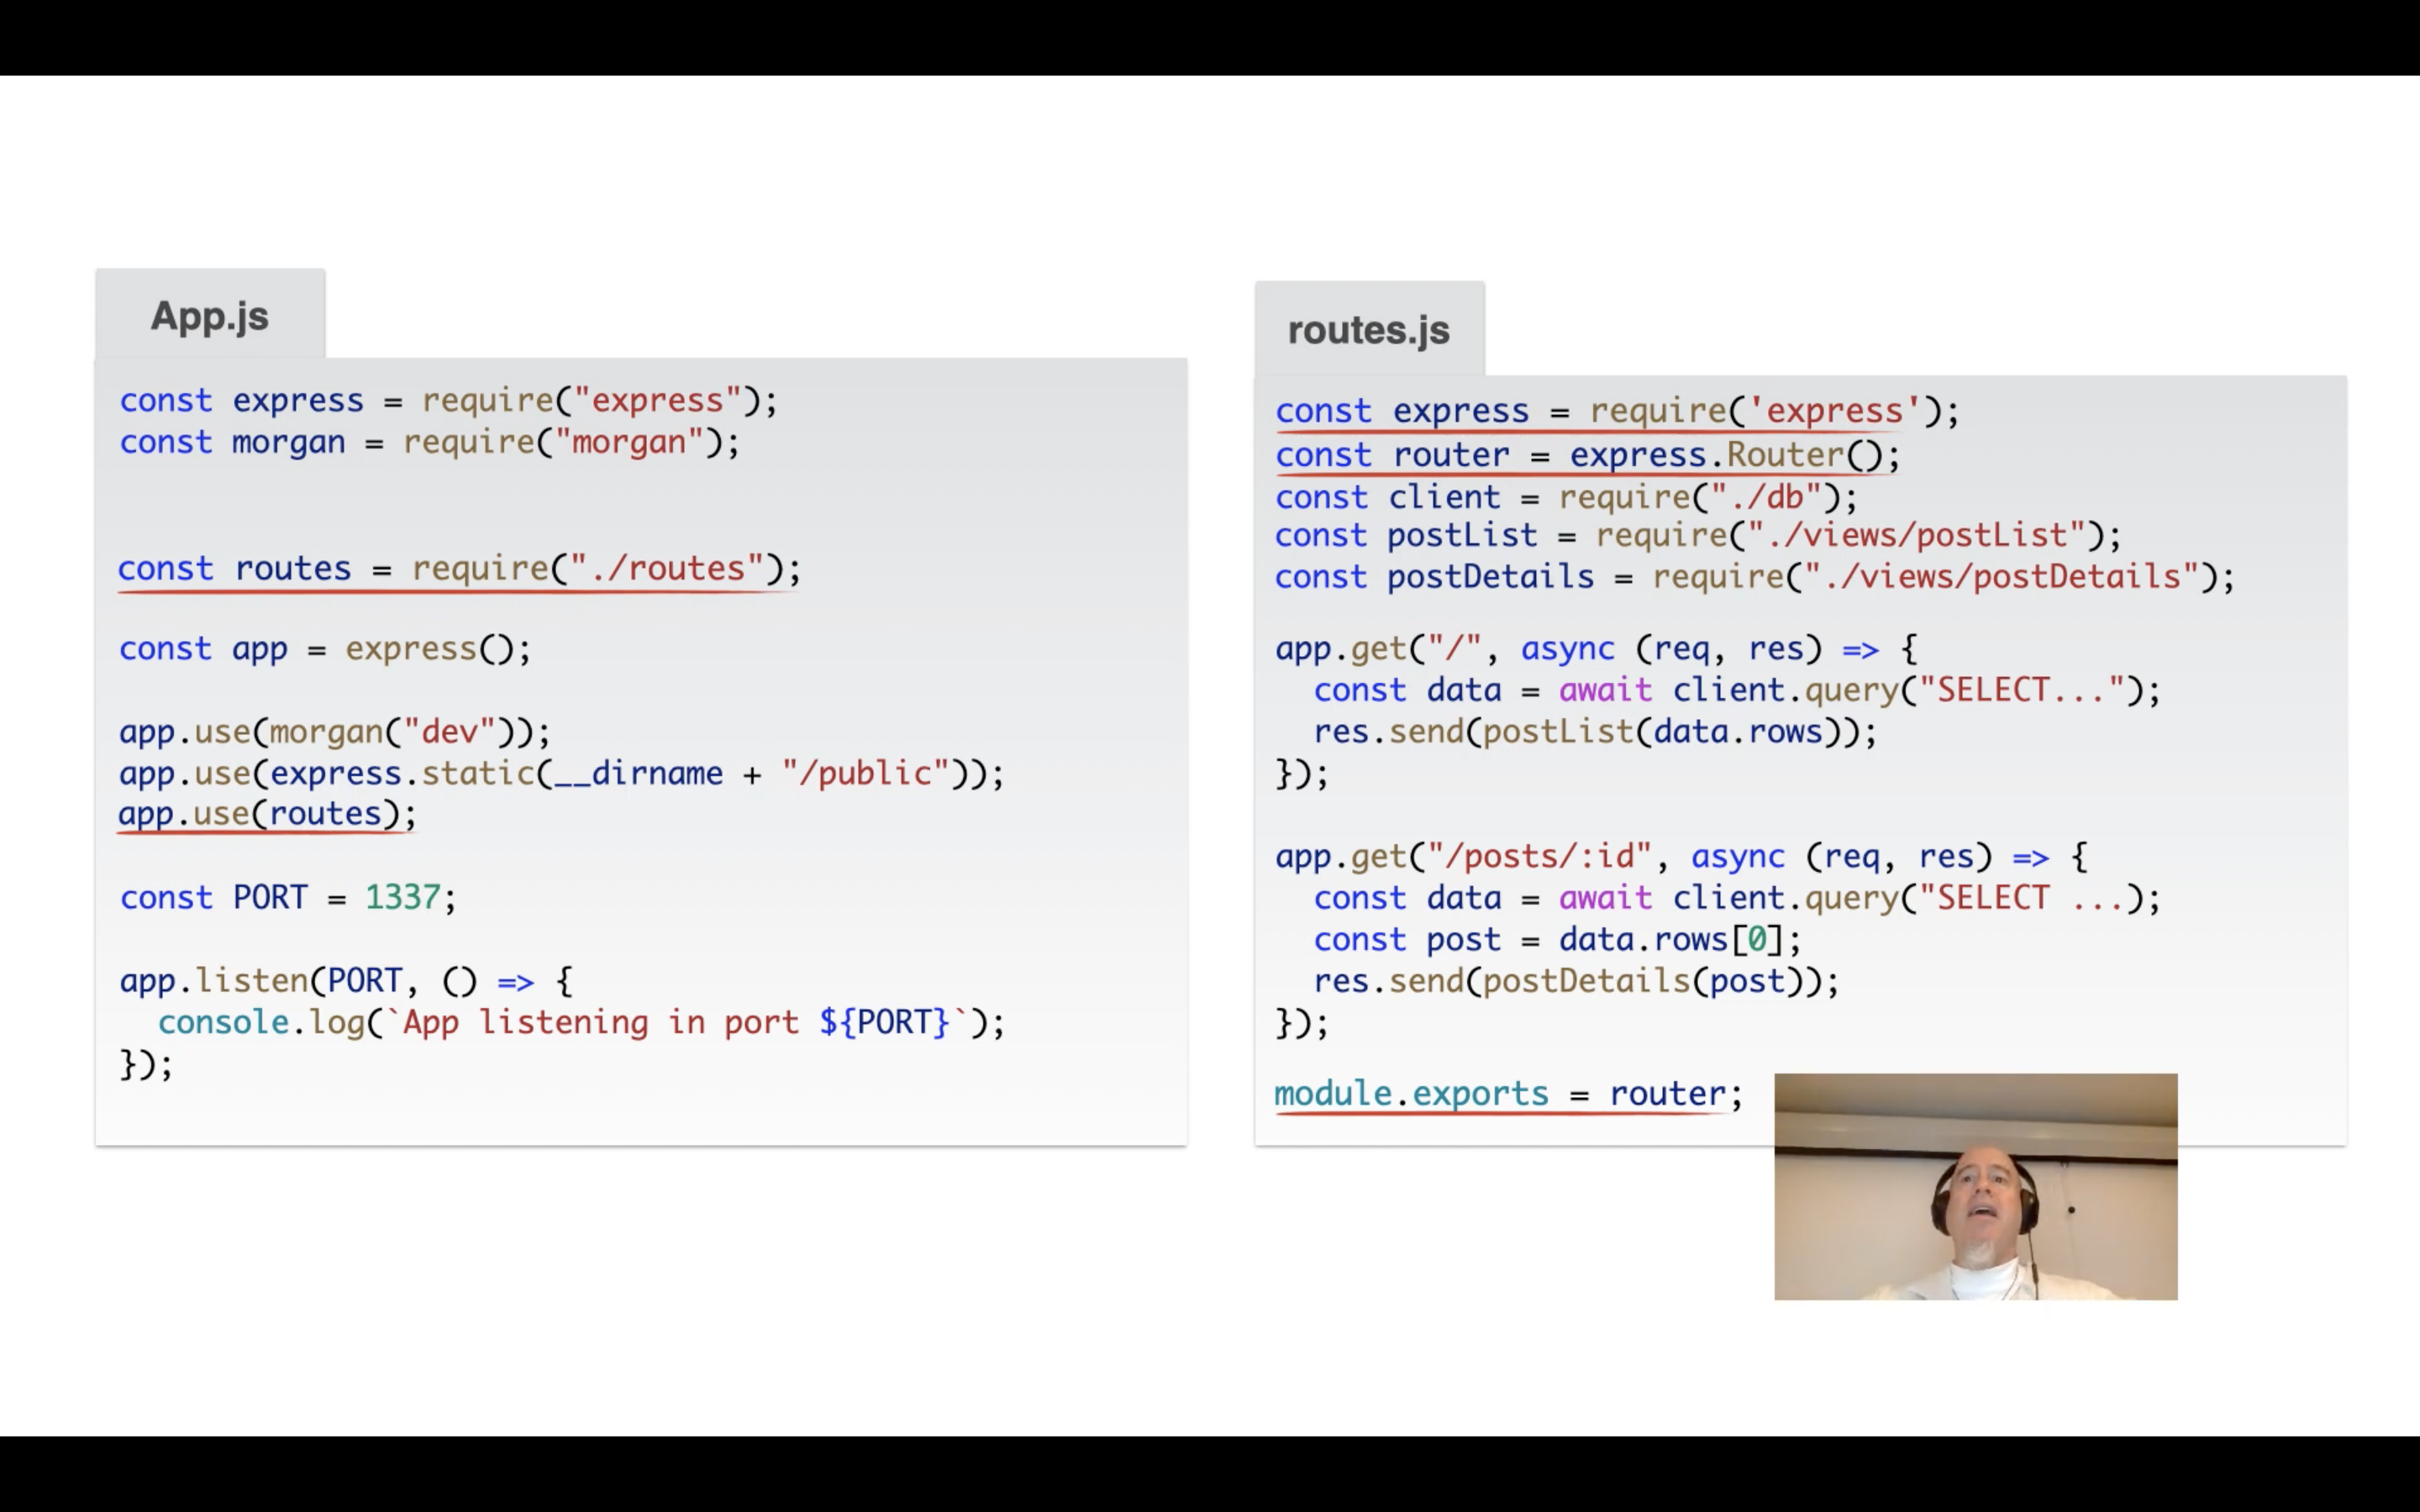 App.js
const express = require("express");
const morgan = require("morgan");
const routes = require("./routes");
const app = express();
app.use(morgan("dev"));
app.use(express.static(__dirname + "/public"));
app.use(routes);
const PORT = 1337;
app.listen(PORT, () => {
  console.log(`App listening in port ${PORT}`);
});
routes.js
const express = require('express');
const router = express.Router();
const client = require("./db");
const postList = require("./views/postList");
const postDetails = require("./views/postDetails");
app.get("/", async (req, res) => {
  const data = await client.query("SELECT...");
  res.send(postList(data.rows));
});
app.get("/posts/:id", async (req, res) => {
  const data = await client.query("SELECT ...);
  const post = data.rows[0];
  res.send(postDetails(post));
});
module.exports = router;